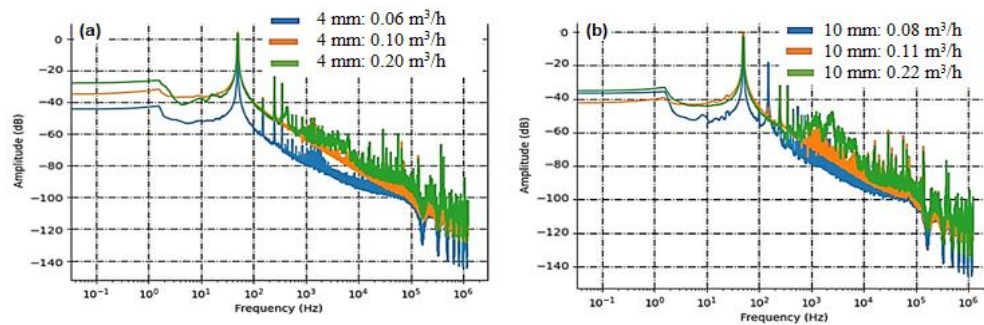 (a)
4 mm: 0.06 m³/h
4 mm: 0.10 m³/h
4 mm: 0.20 m³/h
Amplitude (dB)
0
−20
−40
−60
−80
−100
−120
−140
10⁻¹ 10⁰ 10¹ 10² 10³ 10⁴ 10⁵ 10⁶
Frequency (Hz)
(b)
10 mm: 0.08 m³/h
10 mm: 0.11 m³/h
10 mm: 0.22 m³/h
Amplitude (dB)
0
−20
−40
−60
−80
−100
−120
−140
10⁻¹ 10⁰ 10¹ 10² 10³ 10⁴ 10⁵ 10⁶
Frequency (Hz)